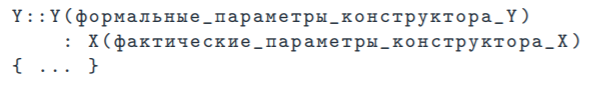 Y::Y(формальные_параметры_конструктора_Y)
: X(фактические_параметры_конструктора_X)
{ ... }